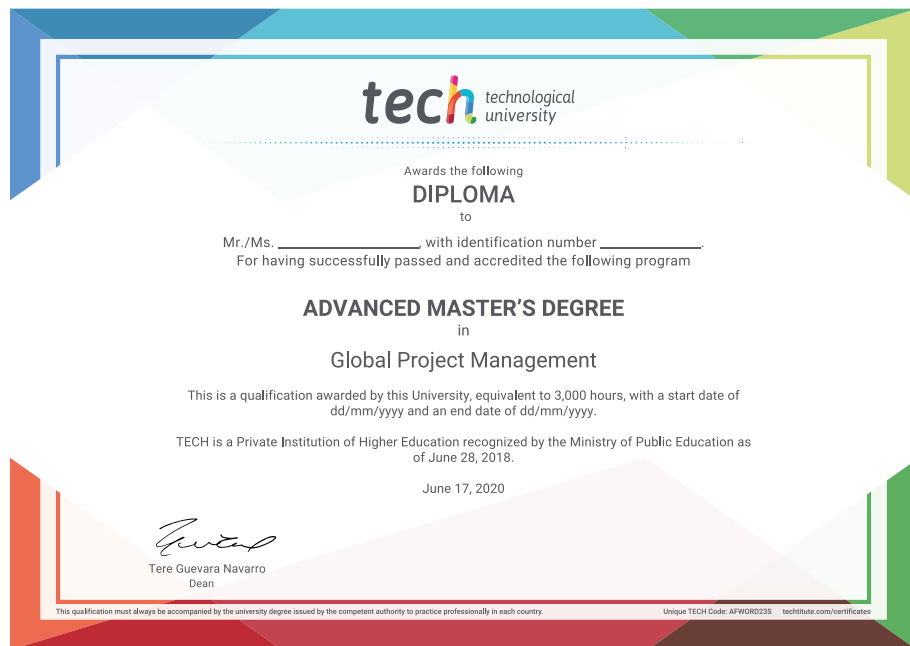 tech technological
university
Awards the following
DIPLOMA
to
Mr./Ms. ____________________, with identification number ______________.
For having successfully passed and accredited the following program
ADVANCED MASTER'S DEGREE
in
Global Project Management
This is a qualification awarded by this University, equivalent to 3,000 hours, with a start date of
dd/mm/yyyy and an end date of dd/mm/yyyy.
TECH is a Private Institution of Higher Education recognized by the Ministry of Public Education as
of June 28, 2018.
June 17, 2020
Tere Guevara Navarro
Dean
This qualification must always be accompanied by the university degree issued by the competent authority to practice professionally in each country. Unique TECH Code: AFWORD23S techtitute.com/certificates